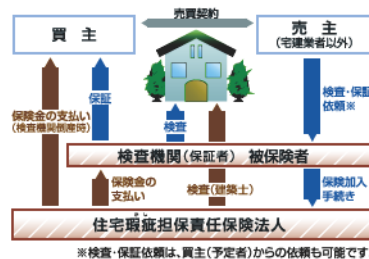 売買契約
買 主
売 主
(宅建業者以外)
保険金の支払い
(検査機関倒産時)
保証
検査
検査・保証
依頼※
検査機関(保証者) 被保険者
保険金の
支払い
検査(建築士)
保険加入
手続き
かし
住宅瑕疵担保責任保険法人
※検査・保証依頼は、買主(予定者)からの依頼も可能です